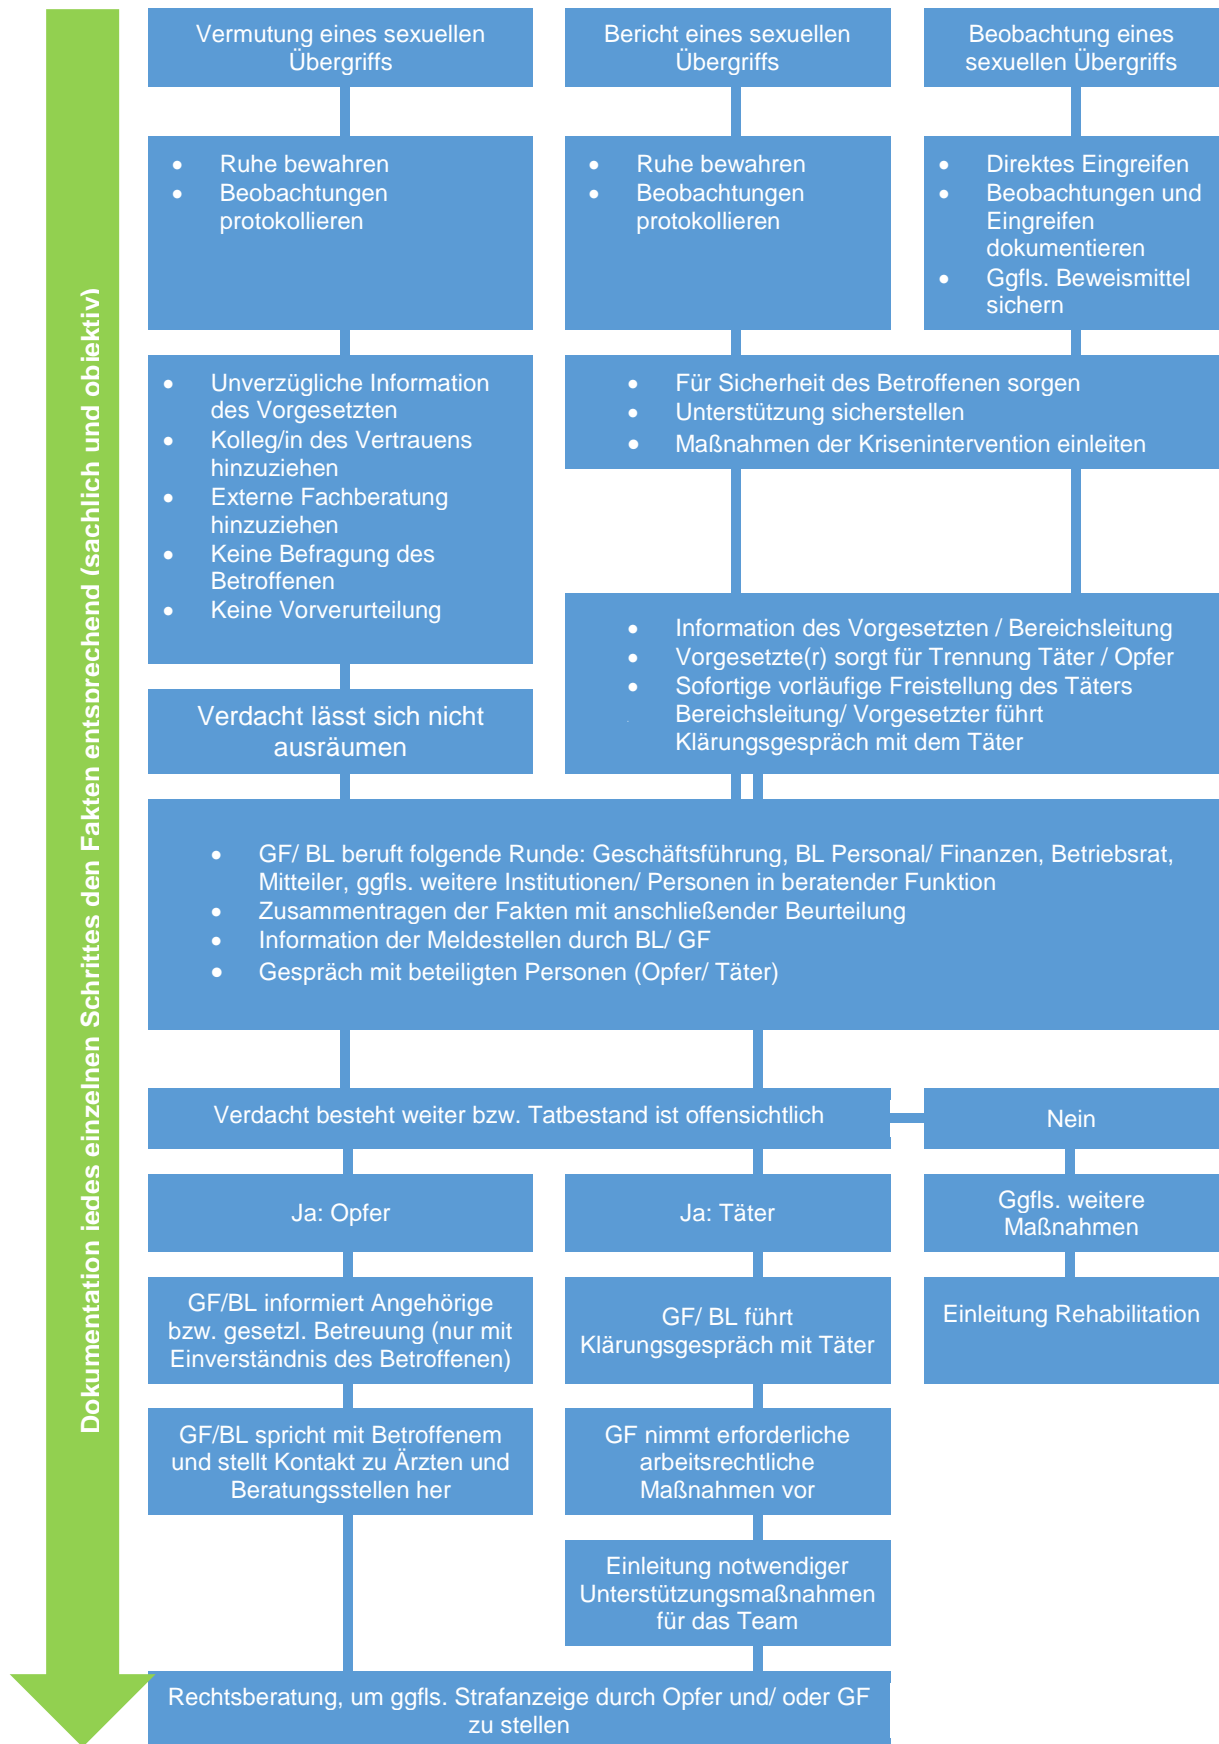 Vermutung eines sexuellen
Übergriffs
Bericht eines sexuellen
Übergriffs
Beobachtung eines
sexuellen Übergriffs
• Ruhe bewahren
• Beobachtungen
protokollieren
• Ruhe bewahren
• Beobachtungen
protokollieren
• Direktes Eingreifen
• Beobachtungen und
Eingreifen
dokumentieren
• Ggfls. Beweismittel
sichern
• Unverzügliche Information
des Vorgesetzten
• Kolleg/in des Vertrauens
hinzuziehen
• Externe Fachberatung
hinzuziehen
• Keine Befragung des
Betroffenen
• Keine Vorverurteilung
• Für Sicherheit des Betroffenen sorgen
• Unterstützung sicherstellen
• Maßnahmen der Krisenintervention einleiten
• Information des Vorgesetzten / Bereichsleitung
• Vorgesetzte(r) sorgt für Trennung Täter / Opfer
• Sofortige vorläufige Freistellung des Täters
Bereichsleitung/ Vorgesetzter führt
Klärungsgespräch mit dem Täter
Verdacht lässt sich nicht
ausräumen
• GF/ BL beruft folgende Runde: Geschäftsführung, BL Personal/ Finanzen, Betriebsrat,
Mitteiler, ggfls. weitere Institutionen/ Personen in beratender Funktion
• Zusammentragen der Fakten mit anschließender Beurteilung
• Information der Meldestellen durch BL/ GF
• Gespräch mit beteiligten Personen (Opfer/ Täter)
Verdacht besteht weiter bzw. Tatbestand ist offensichtlich
Nein
Ja: Opfer
Ja: Täter
Ggfls. weitere
Maßnahmen
GF/BL informiert Angehörige
bzw. gesetzl. Betreuung (nur mit
Einverständnis des Betroffenen)
GF/ BL führt
Klärungsgespräch mit Täter
Einleitung Rehabilitation
GF/BL spricht mit Betroffenem
und stellt Kontakt zu Ärzten und
Beratungsstellen her
GF nimmt erforderliche
arbeitsrechtliche
Maßnahmen vor
Einleitung notwendiger
Unterstützungsmaßnahmen
für das Team
Rechtsberatung, um ggfls. Strafanzeige durch Opfer und/ oder GF
zu stellen
Dokumentation jedes einzelnen Schrittes den Fakten entsprechend (sachlich und objektiv)